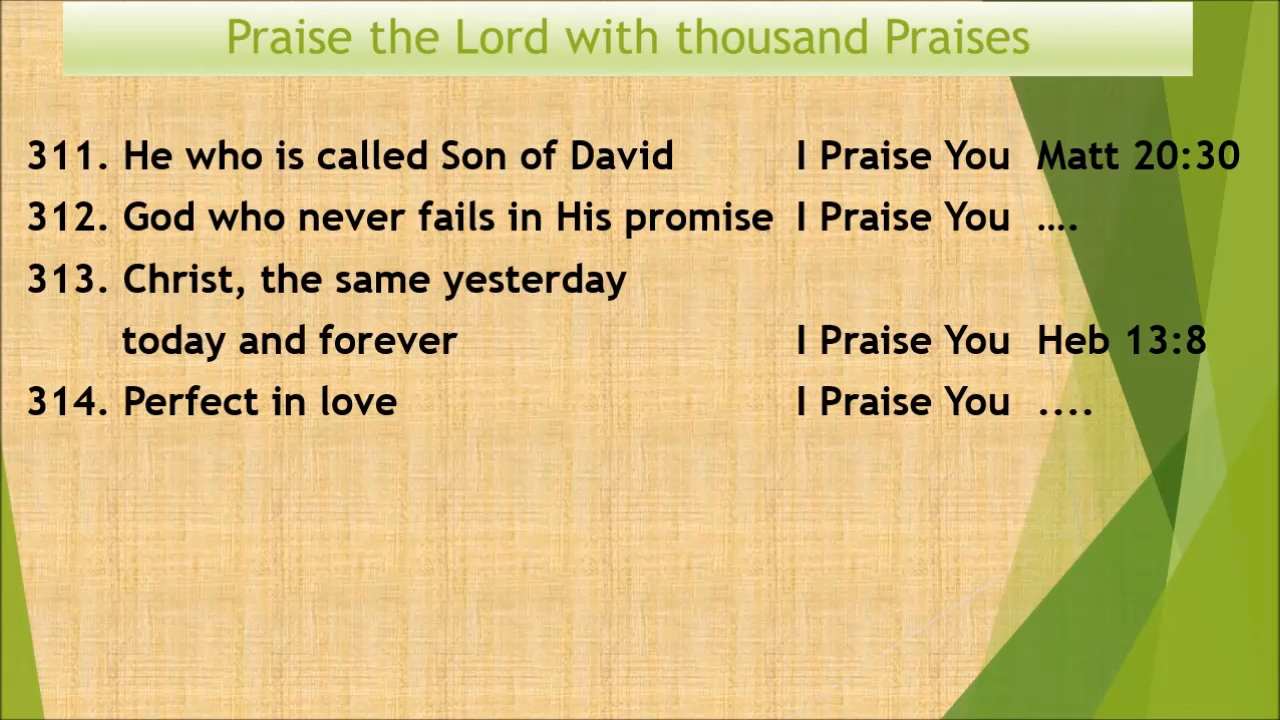 Praise the Lord with thousand Praises
311. He who is called Son of David I Praise You Matt 20:30
312. God who never fails in His promise I Praise You ....
313. Christ, the same yesterday
today and forever I Praise You Heb 13:8
314. Perfect in love I Praise You ....